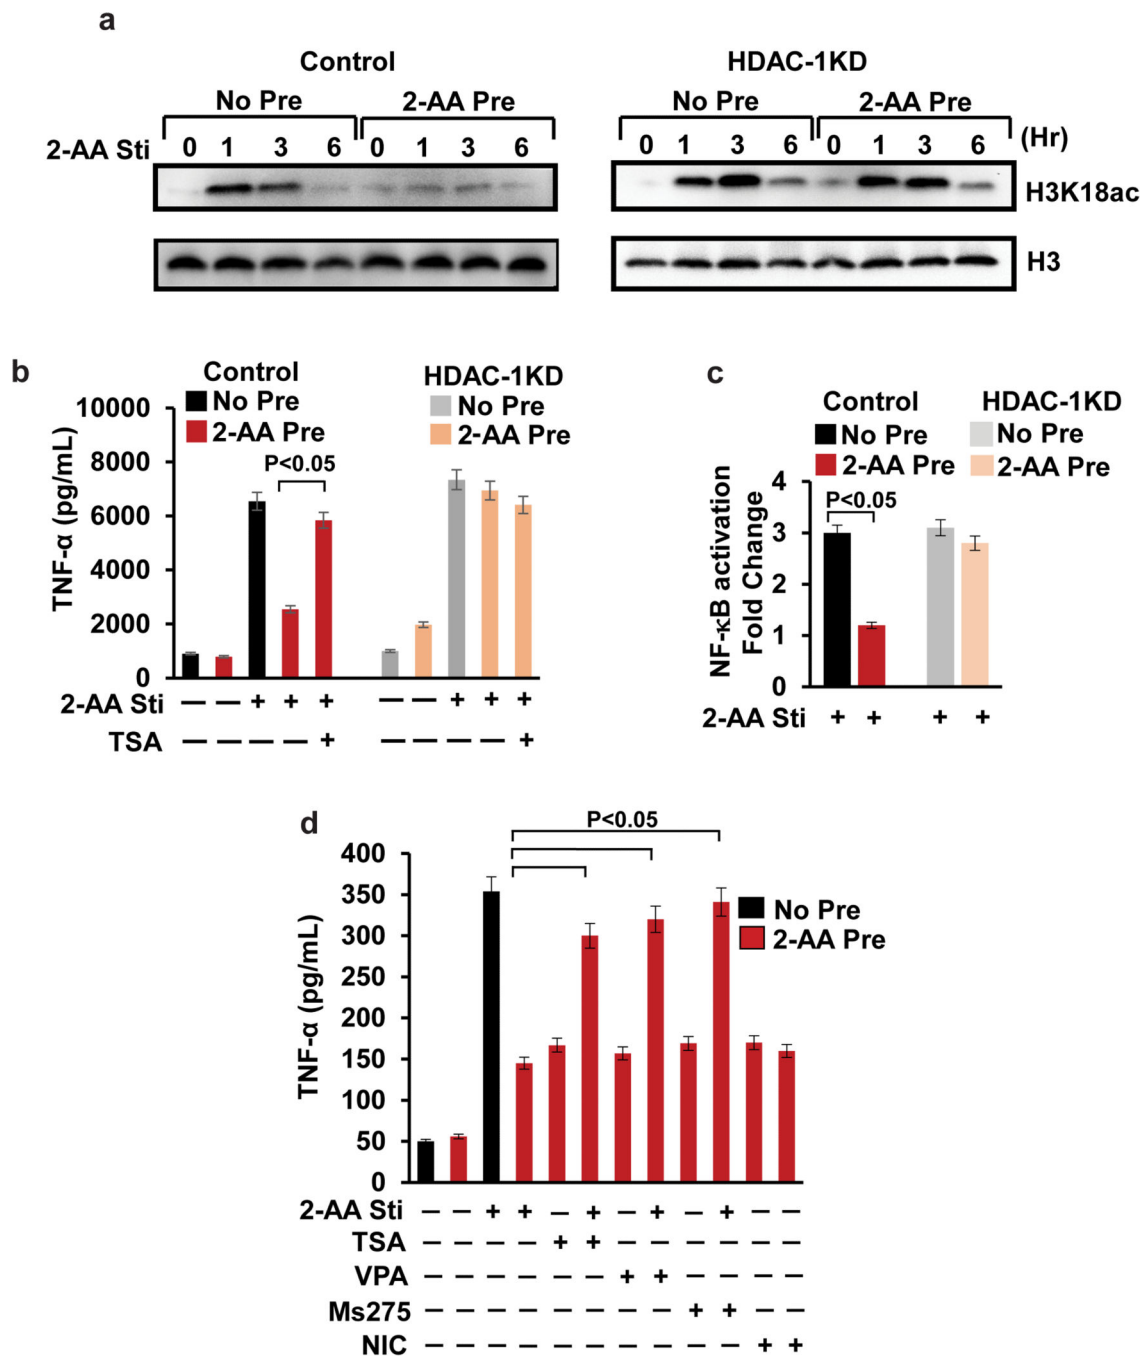 a
Control
HDAC-1KD
No Pre 2-AA Pre
No Pre 2-AA Pre
2-AA Sti 0 1 3 6 0 1 3 6
0 1 3 6 0 1 3 6 (Hr)
H3K18ac
H3
b
Control
No Pre
2-AA Pre
HDAC-1KD
No Pre
2-AA Pre
P<0.05
TNF-α (pg/mL)
10000
8000
6000
4000
2000
0
2-AA Sti — — + + + — — + + +
TSA — — — — + — — — — +
c
Control
No Pre
2-AA Pre
HDAC-1KD
No Pre
2-AA Pre
P<0.05
NF-κB activation
Fold Change
4
3
2
1
0
2-AA Sti + + + +
d
P<0.05
No Pre
2-AA Pre
TNF-α (pg/mL)
400
350
300
250
200
150
100
50
0
2-AA Sti – – + + – + – + – + – –
TSA – – – – + + – – – – – –
VPA – – – – – – + + – – – –
Ms275 – – – – – – – – + + – –
NIC – – – – – – – – – – + +